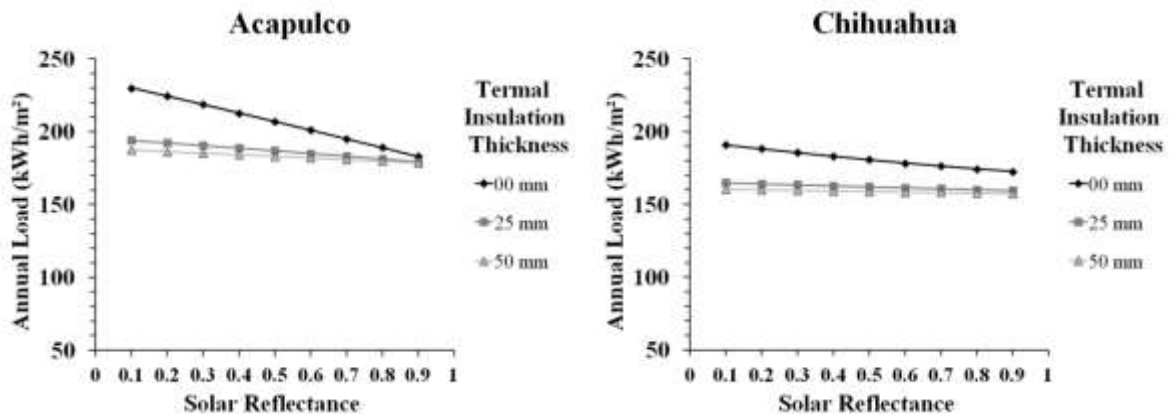 Acapulco
250
200
150
100
50
Annual Load (kWh/m²)
0 0.1 0.2 0.3 0.4 0.5 0.6 0.7 0.8 0.9 1
Solar Reflectance
Termal
Insulation
Thickness
00 mm
25 mm
50 mm
Chihuahua
250
200
150
100
50
Annual Load (kWh/m²)
0 0.1 0.2 0.3 0.4 0.5 0.6 0.7 0.8 0.9 1
Solar Reflectance
Termal
Insulation
Thickness
00 mm
25 mm
50 mm